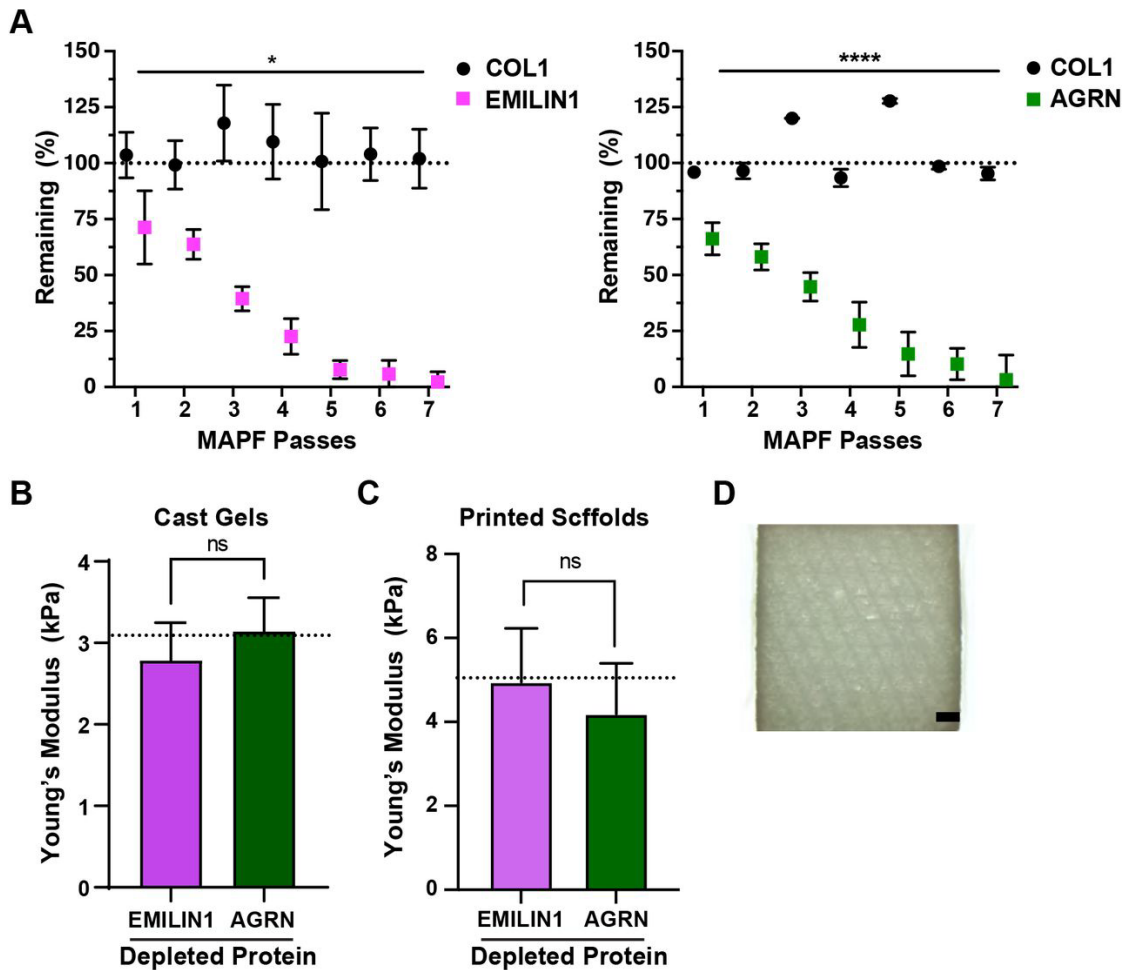 A
150
125
100
75
50
25
0
Remaining (%)
*
COL1
EMILIN1
1 2 3 4 5 6 7
MAPF Passes
150
125
100
75
50
25
0
Remaining (%)
****
COL1
AGRN
1 2 3 4 5 6 7
MAPF Passes
B
Cast Gels
ns
4
3
2
1
0
Young's Modulus (kPa)
EMILIN1 AGRN
Depleted Protein
C
Printed Scffolds
ns
8
6
4
2
0
Young's Modulus (kPa)
EMILIN1 AGRN
Depleted Protein
D